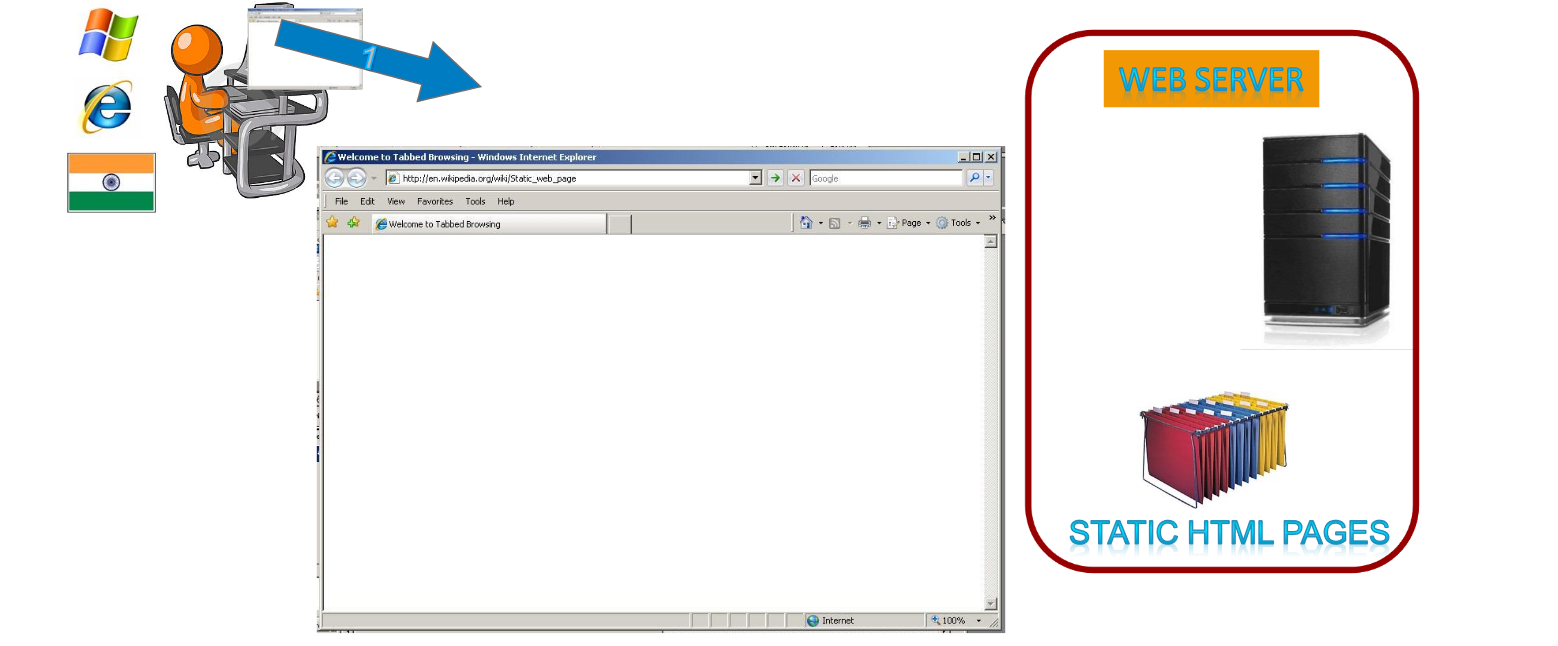 1
WEB SERVER
Welcome to Tabbed Browsing - Windows Internet Explorer
http://en.wikipedia.org/wiki/Static_web_page
Google
File Edit View Favorites Tools Help
Welcome to Tabbed Browsing
Page Tools
Internet
100%
STATIC HTML PAGES